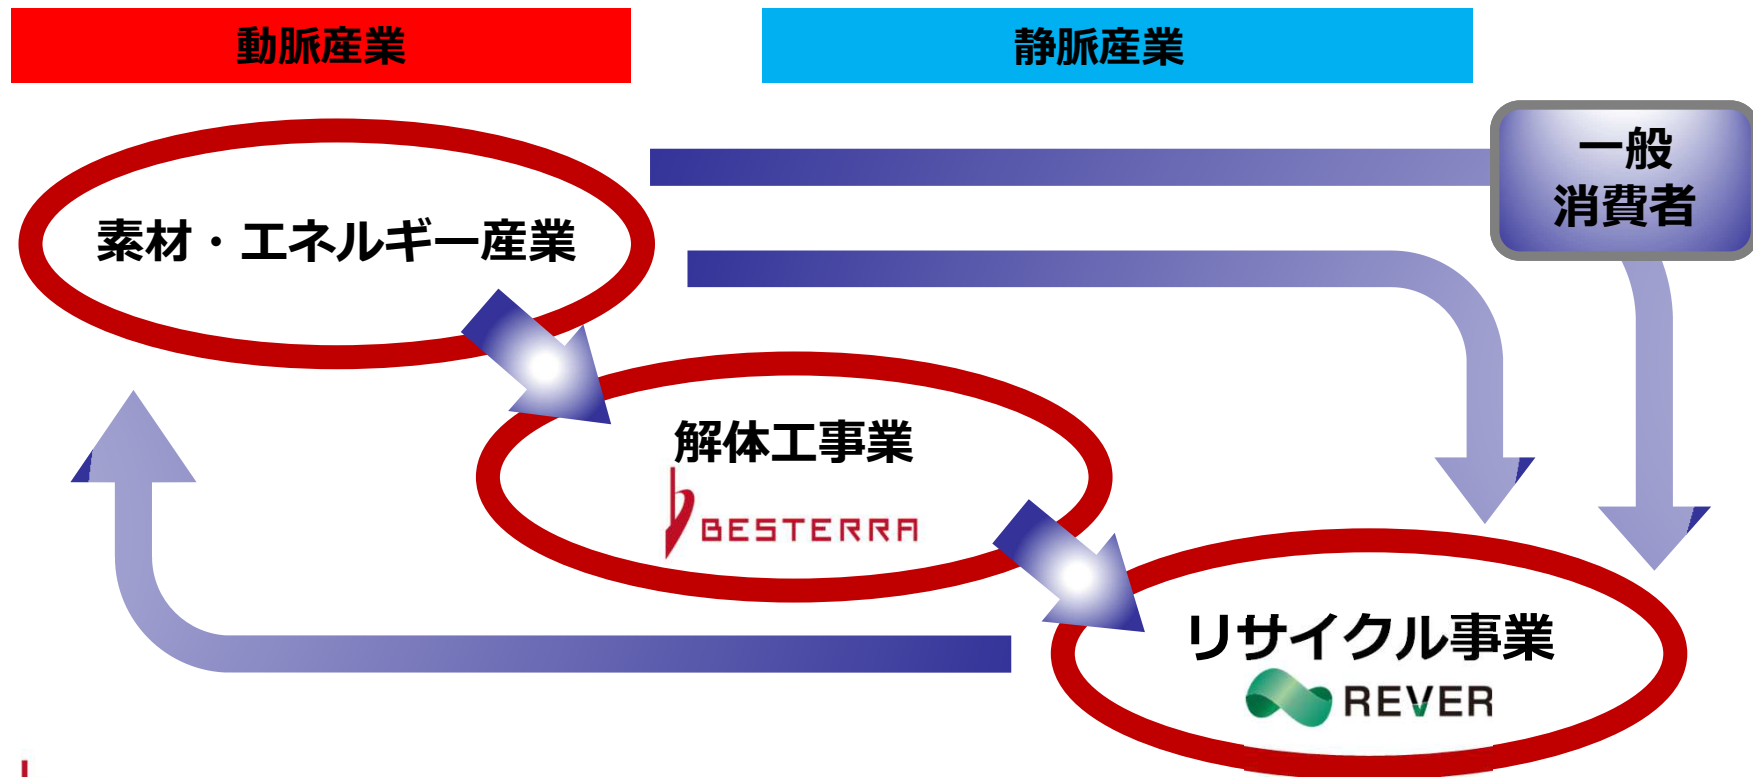 動脈産業
静脈産業
一般
消費者
素材・エネルギー産業
解体工事業
BESTERRA
リサイクル事業
REVER